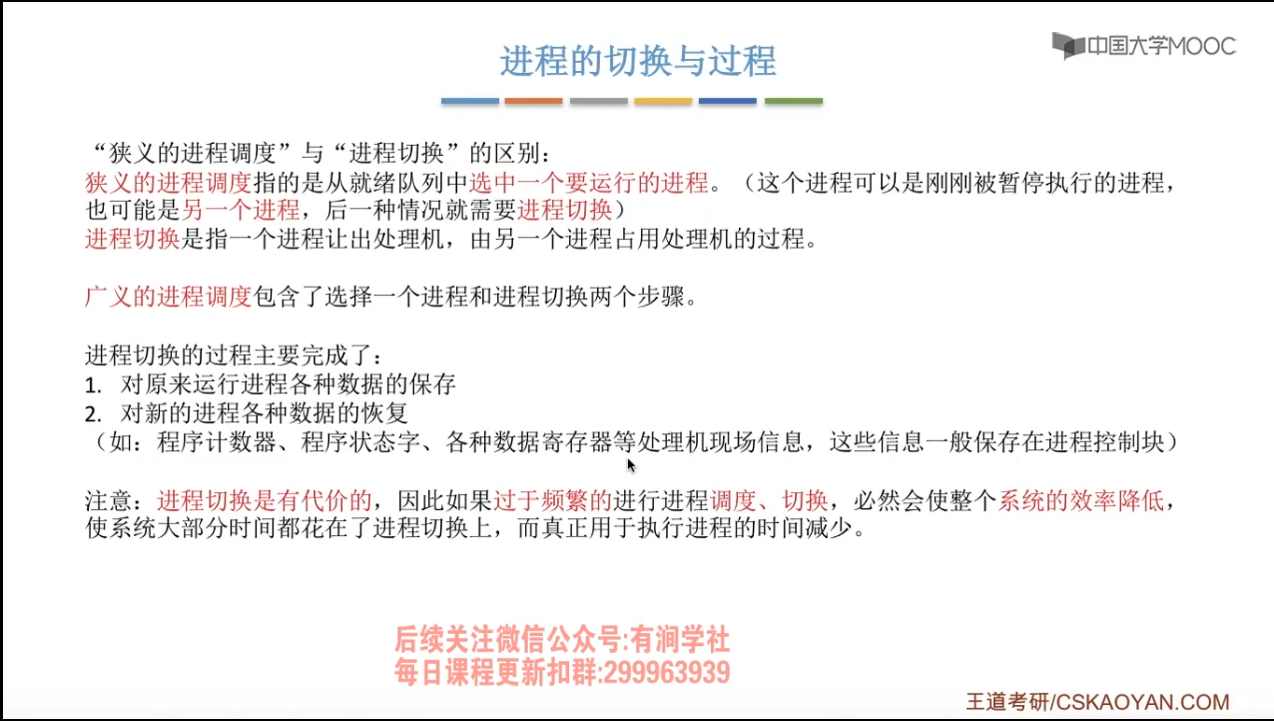 进程的切换与过程
中国大学MOOC
“狭义的进程调度”与“进程切换”的区别：
狭义的进程调度指的是从就绪队列中选中一个要运行的进程。（这个进程可以是刚刚被暂停执行的进程，
也可能是另一个进程，后一种情况就需要进程切换）
进程切换是指一个进程让出处理机，由另一个进程占用处理机的过程。
广义的进程调度包含了选择一个进程和进程切换两个步骤。
进程切换的过程主要完成了：
1. 对原来运行进程各种数据的保存
2. 对新的进程各种数据的恢复
（如：程序计数器、程序状态字、各种数据寄存器等处理机现场信息，这些信息一般保存在进程控制块）
注意：进程切换是有代价的，因此如果过于频繁的进行进程调度、切换，必然会使整个系统的效率降低，
使系统大部分时间都花在了进程切换上，而真正用于执行进程的时间减少。
后续关注微信公众号:有涧学社
每日课程更新扣群:299963939
王道考研/CSKAOYAN.COM